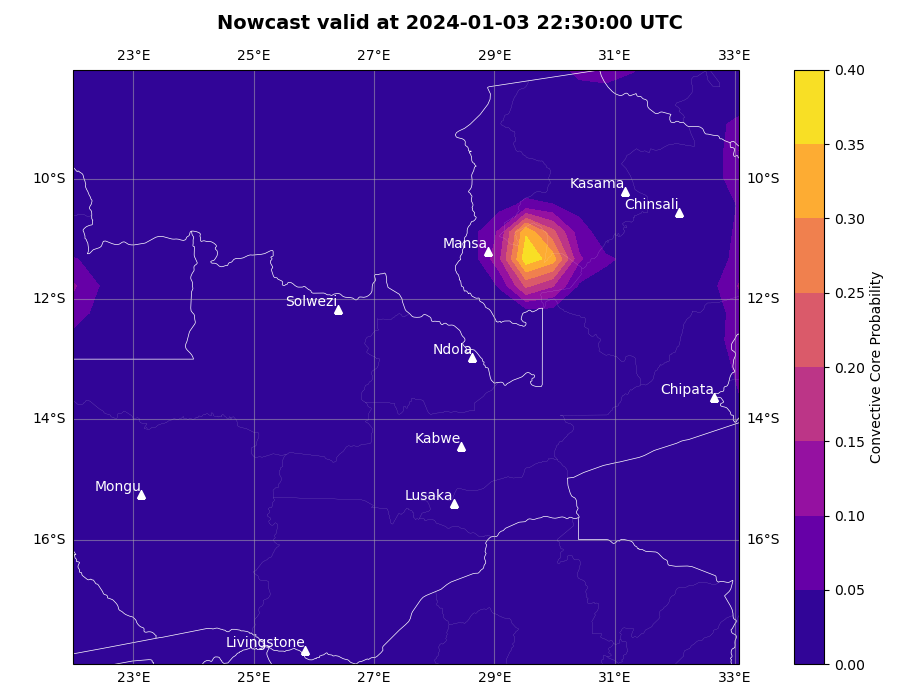 Nowcast valid at 2024-01-03 22:30:00 UTC
23°E 25°E 27°E 29°E 31°E 33°E
0.40
0.35
10°S 10°S
Kasama
Chinsali
0.30
Mansa
12°S 12°S
Solwezi
0.25
Ndola
0.20
Chipata
14°S 14°S
Kabwe
0.15
Mongu
Lusaka
0.10
16°S 16°S
0.05
Livingstone
0.00
23°E 25°E 27°E 29°E 31°E 33°E
Convective Core Probability